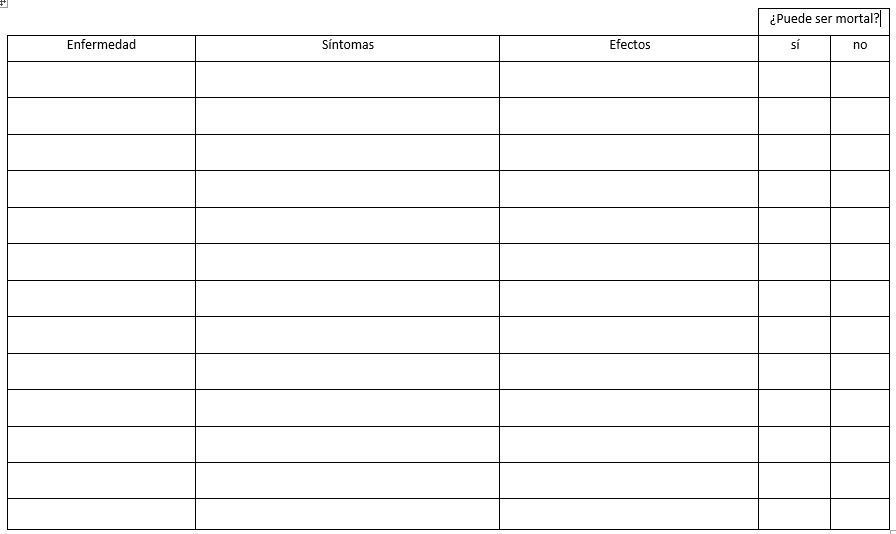 ¿Puede ser mortal?
Enfermedad Síntomas Efectos sí no